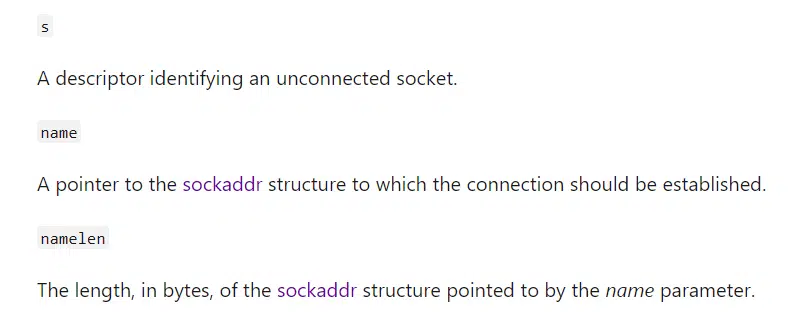 s
A descriptor identifying an unconnected socket.
name
A pointer to the sockaddr structure to which the connection should be established.
namelen
The length, in bytes, of the sockaddr structure pointed to by the name parameter.